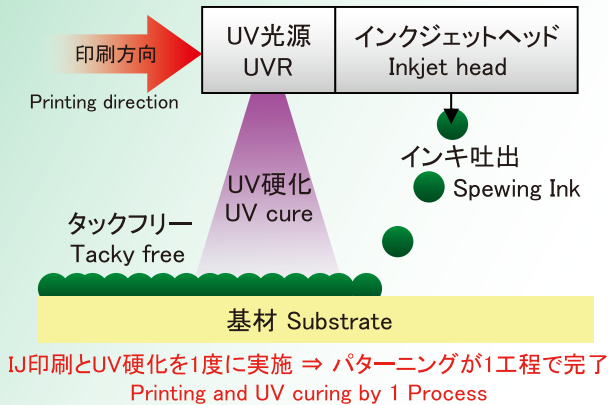 印刷方向
Printing direction
UV光源
UVR
インクジェットヘッド
Inkjet head
インキ吐出
Spewing Ink
UV硬化
UV cure
タックフリー
Tacky free
基材 Substrate
IJ印刷とUV硬化を1度に実施 ⇒ パターニングが1工程で完了
Printing and UV curing by 1 Process